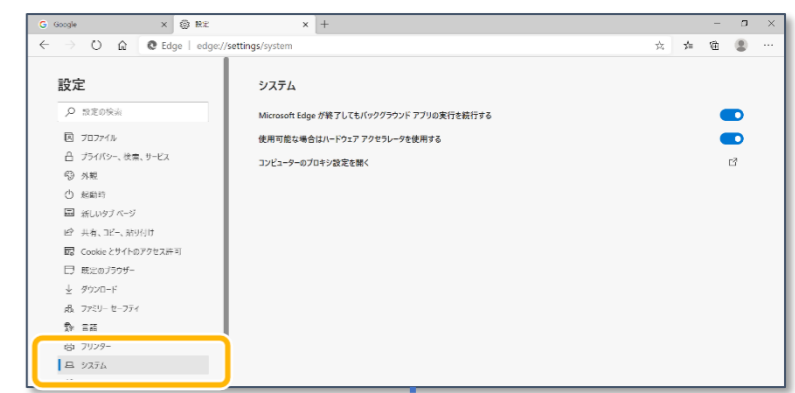 Google
設定
Edge | edge://settings/system
設定
設定の検索
プロファイル
プライバシー、検索、サービス
外観
起動時
新しいタブ ページ
共有、コピー、貼り付け
Cookie とサイトのアクセス許可
既定のブラウザー
ダウンロード
ファミリー セーフティ
言語
プリンター
システム
システム
Microsoft Edge が終了してもバックグラウンド アプリの実行を続行する
使用可能な場合はハードウェア アクセラレータを使用する
コンピューターのプロキシ設定を開く